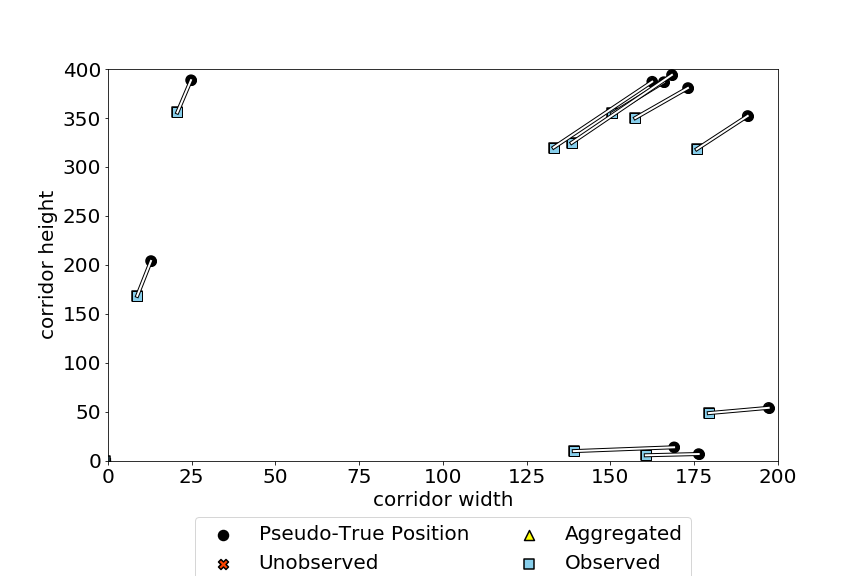 400
350
300
250
200
150
100
50
0
0 25 50 75 100 125 150 175 200
corridor height
corridor width
Pseudo-True Position Aggregated
Unobserved Observed